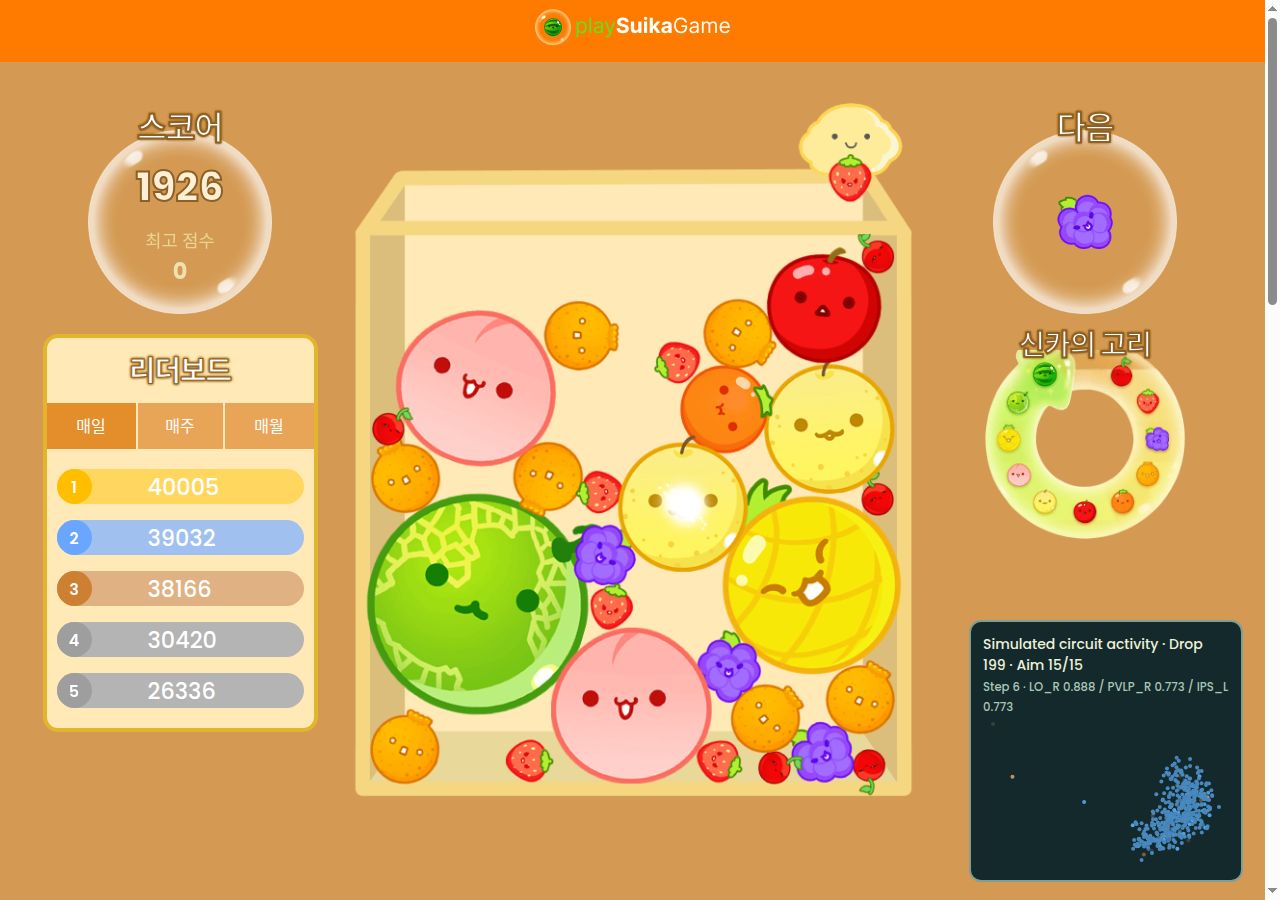 playSuikaGame
스코어
1926
최고 점수
0
다음
신카의 고리
리더보드
매일 매주 매월
1 40005
2 39032
3 38166
4 30420
5 26336
Simulated circuit activity · Drop
199 · Aim 15/15
Step 6 · LO_R 0.888 / PVLP_R 0.773 / IPS_L
0.773